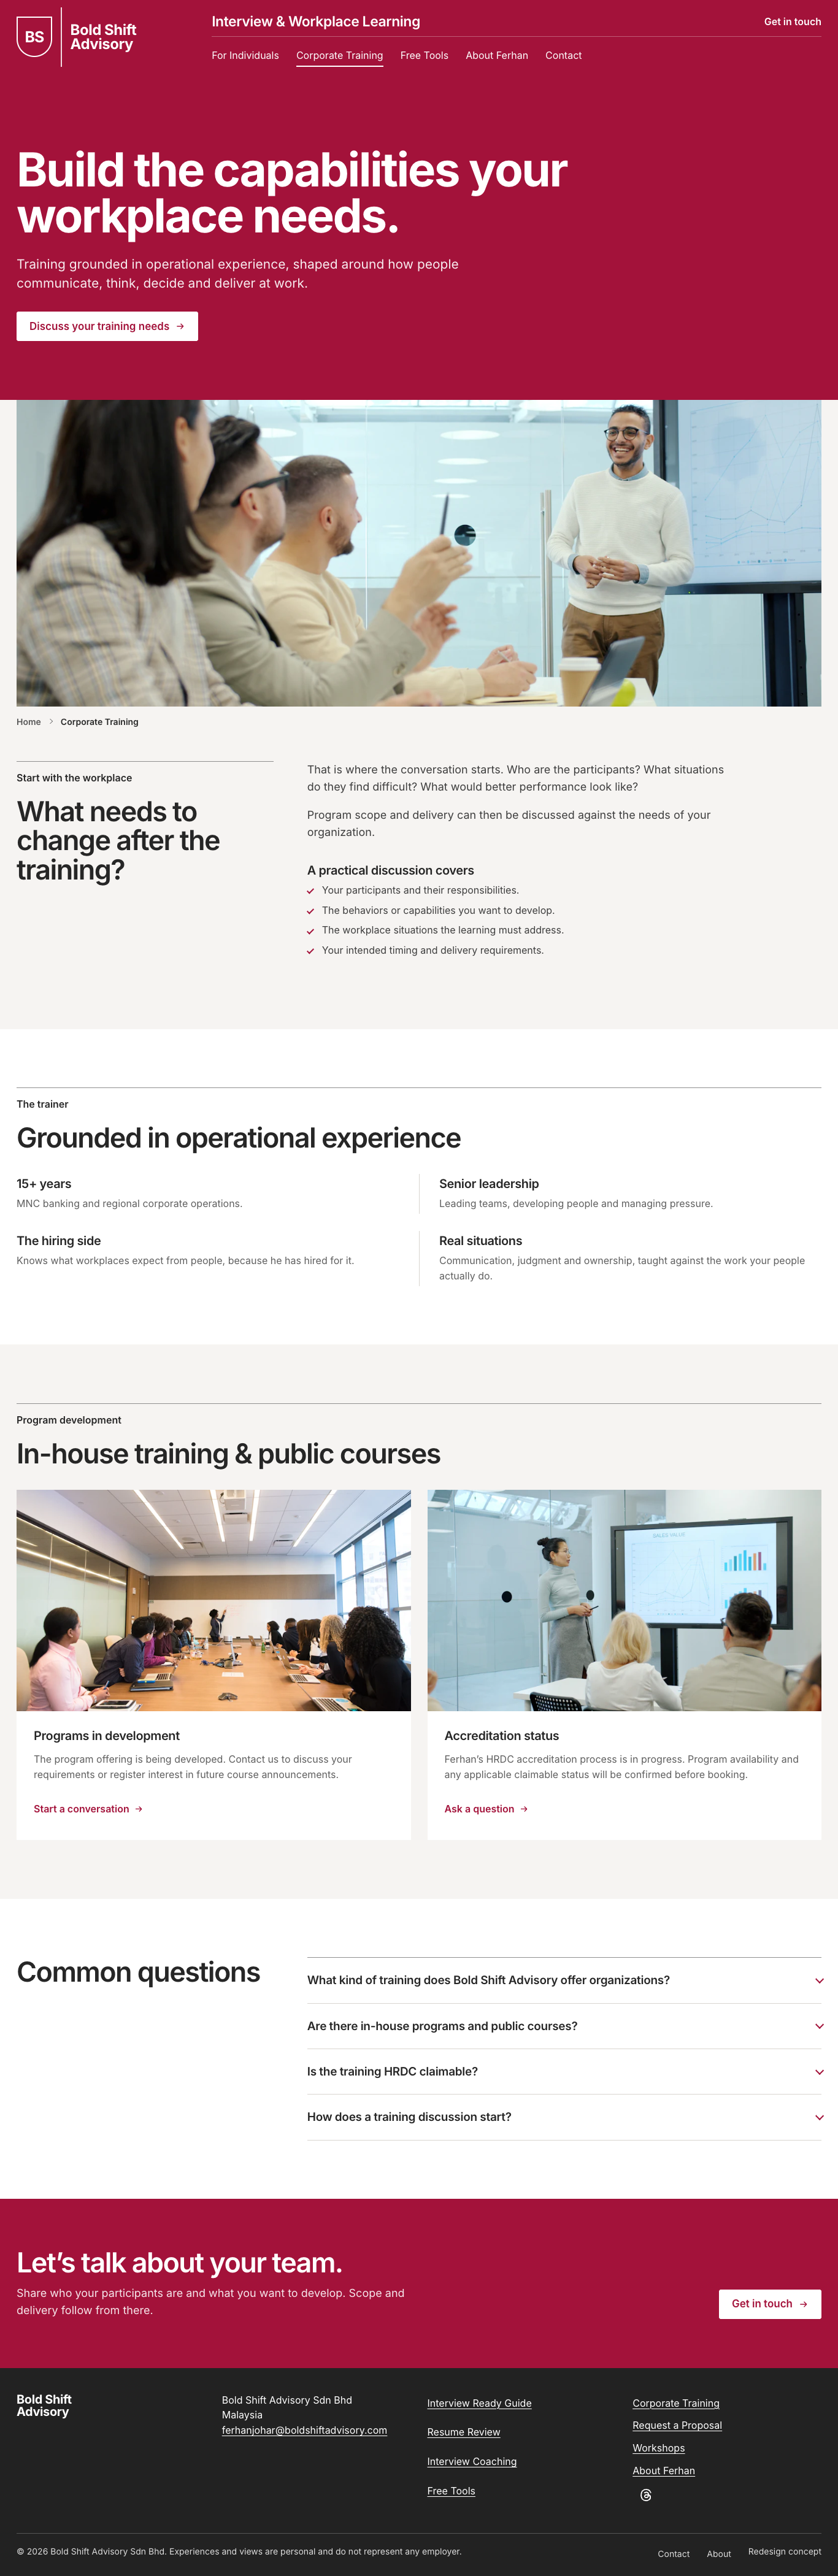 BS
Bold Shift
Advisory
Interview & Workplace Learning
Get in touch
For Individuals
Corporate Training
Free Tools
About Ferhan
Contact
Build the capabilities your
workplace needs.
Training grounded in operational experience, shaped around how people
communicate, think, decide and deliver at work.
Discuss your training needs →
Home > Corporate Training
Start with the workplace
What needs to
change after the
training?
That is where the conversation starts. Who are the participants? What situations
do they find difficult? What would better performance look like?
Program scope and delivery can then be discussed against the needs of your
organization.
A practical discussion covers
Your participants and their responsibilities.
The behaviors or capabilities you want to develop.
The workplace situations the learning must address.
Your intended timing and delivery requirements.
The trainer
Grounded in operational experience
15+ years
MNC banking and regional corporate operations.
Senior leadership
Leading teams, developing people and managing pressure.
The hiring side
Knows what workplaces expect from people, because he has hired for it.
Real situations
Communication, judgment and ownership, taught against the work your people
actually do.
Program development
In-house training & public courses
SALES VALUE
Programs in development
The program offering is being developed. Contact us to discuss your
requirements or register interest in future course announcements.
Start a conversation →
Accreditation status
Ferhan’s HRDC accreditation process is in progress. Program availability and
any applicable claimable status will be confirmed before booking.
Ask a question →
Common questions
What kind of training does Bold Shift Advisory offer organizations?
Are there in-house programs and public courses?
Is the training HRDC claimable?
How does a training discussion start?
Let’s talk about your team.
Share who your participants are and what you want to develop. Scope and
delivery follow from there.
Get in touch →
Bold Shift
Advisory
Bold Shift Advisory Sdn Bhd
Malaysia
ferhanjohar@boldshiftadvisory.com
Interview Ready Guide
Resume Review
Interview Coaching
Free Tools
Corporate Training
Request a Proposal
Workshops
About Ferhan
© 2026 Bold Shift Advisory Sdn Bhd. Experiences and views are personal and do not represent any employer.
Contact
About
Redesign concept